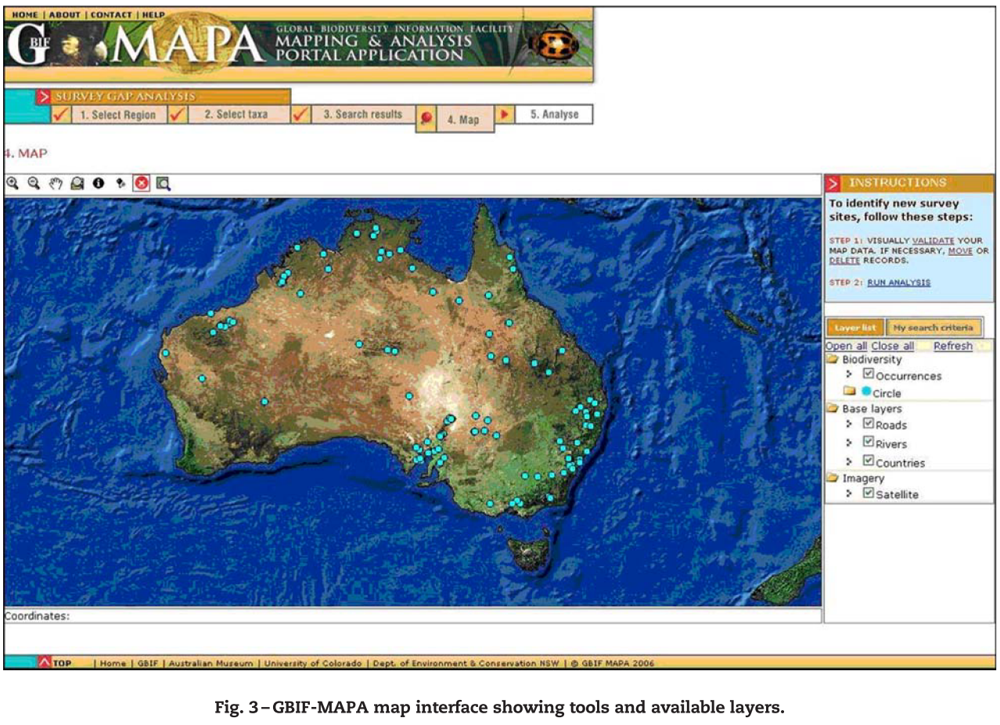 HOME | ABOUT | CONTACT | HELP
GBIF MAPA
GLOBAL BIODIVERSITY INFORMATION FACILITY
MAPPING & ANALYSIS
PORTAL APPLICATION
SURVEY GAP ANALYSIS
1. Select Region
2. Select taxa
3. Search results
4. Map
5. Analyse
4. MAP
INSTRUCTIONS
To identify new survey
sites, follow these steps:
STEP 1: VISUALLY VALIDATE YOUR
MAP DATA. IF NECESSARY, MOVE OR
DELETE RECORDS.
STEP 2: RUN ANALYSIS
Layer list
My search criteria
Open all Close all Refresh
Biodiversity
Occurrences
Circle
Base layers
Roads
Rivers
Countries
Imagery
Satellite
Coordinates:
TOP | Home | GBIF | Australian Museum | University of Colorado | Dept. of Environment & Conservation NSW | © GBIF MAPA 2006
Fig. 3 – GBIF-MAPA map interface showing tools and available layers.